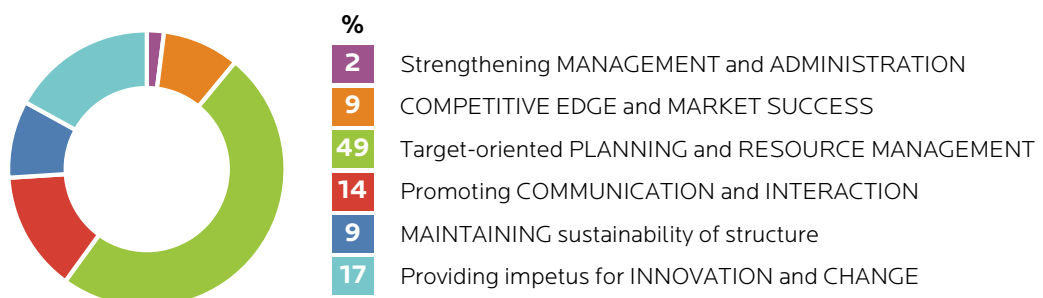 %
2 Strengthening MANAGEMENT and ADMINISTRATION
9 COMPETITIVE EDGE and MARKET SUCCESS
49 Target-oriented PLANNING and RESOURCE MANAGEMENT
14 Promoting COMMUNICATION and INTERACTION
9 MAINTAINING sustainability of structure
17 Providing impetus for INNOVATION and CHANGE